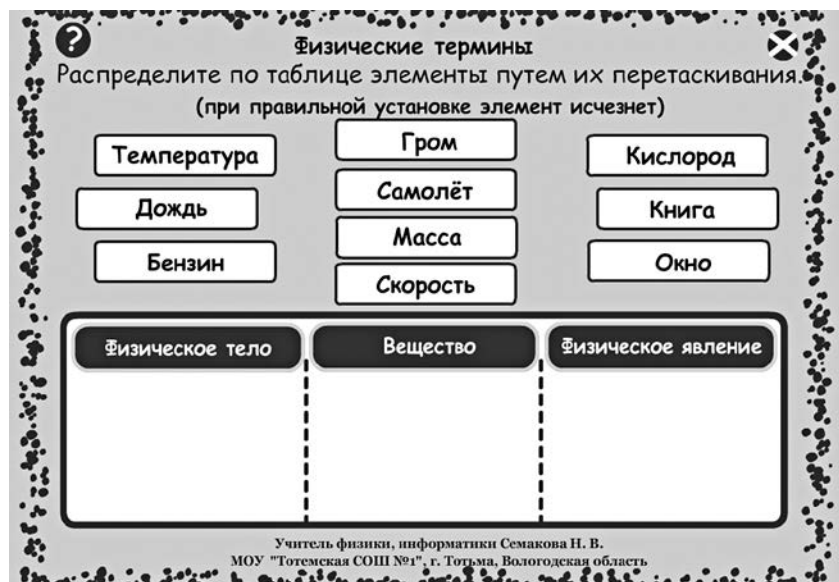 ?
Физические термины
Распределите по таблице элементы путем их перетаскивания.
(при правильной установке элемент исчезнет)
Температура
Гром
Кислород
Дождь
Самолёт
Книга
Бензин
Масса
Окно
Скорость
Физическое тело
Вещество
Физическое явление
Учитель физики, информатики Семакова Н. В.
МОУ "Тотемская СОШ №1", г. Тотьма, Вологодская область